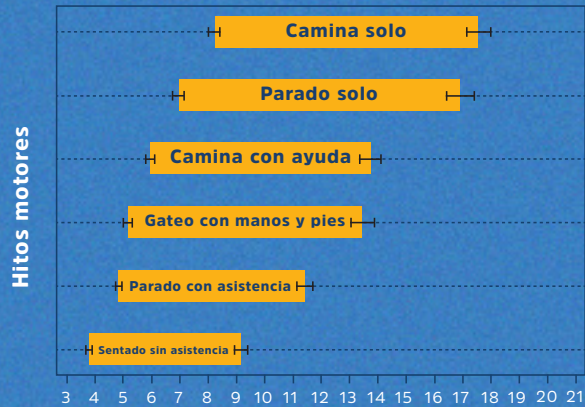 Hitos motores
Camina solo
Parado solo
Camina con ayuda
Gateo con manos y pies
Parado con asistencia
Sentado sin asistencia
3 4 5 6 7 8 9 10 11 12 13 14 15 16 17 18 19 20 21